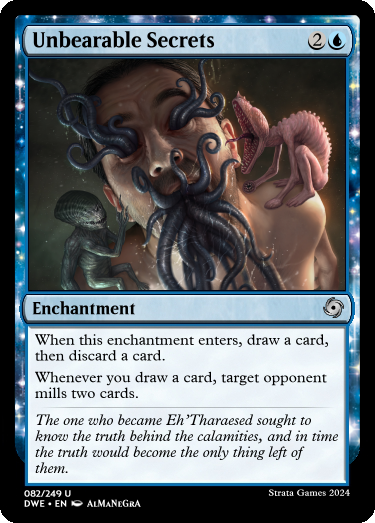 Unbearable Secrets 2
Enchantment
When this enchantment enters, draw a card,
then discard a card.
Whenever you draw a card, target opponent
mills two cards.
The one who became Eh'Tharaesed sought to
know the truth behind the calamities, and in time
the truth would become the only thing left of
them.
082/249 U
Strata Games 2024
DWE • EN AlMaNeGrA